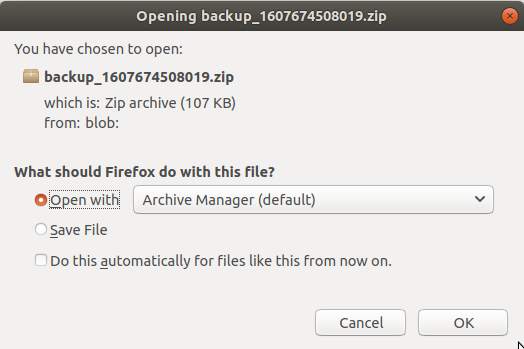 Opening backup_1607674508019.zip
You have chosen to open:
backup_1607674508019.zip
which is: Zip archive (107 KB)
from: blob:
What should Firefox do with this file?
Open with Archive Manager (default)
Save File
Do this automatically for files like this from now on.
Cancel OK